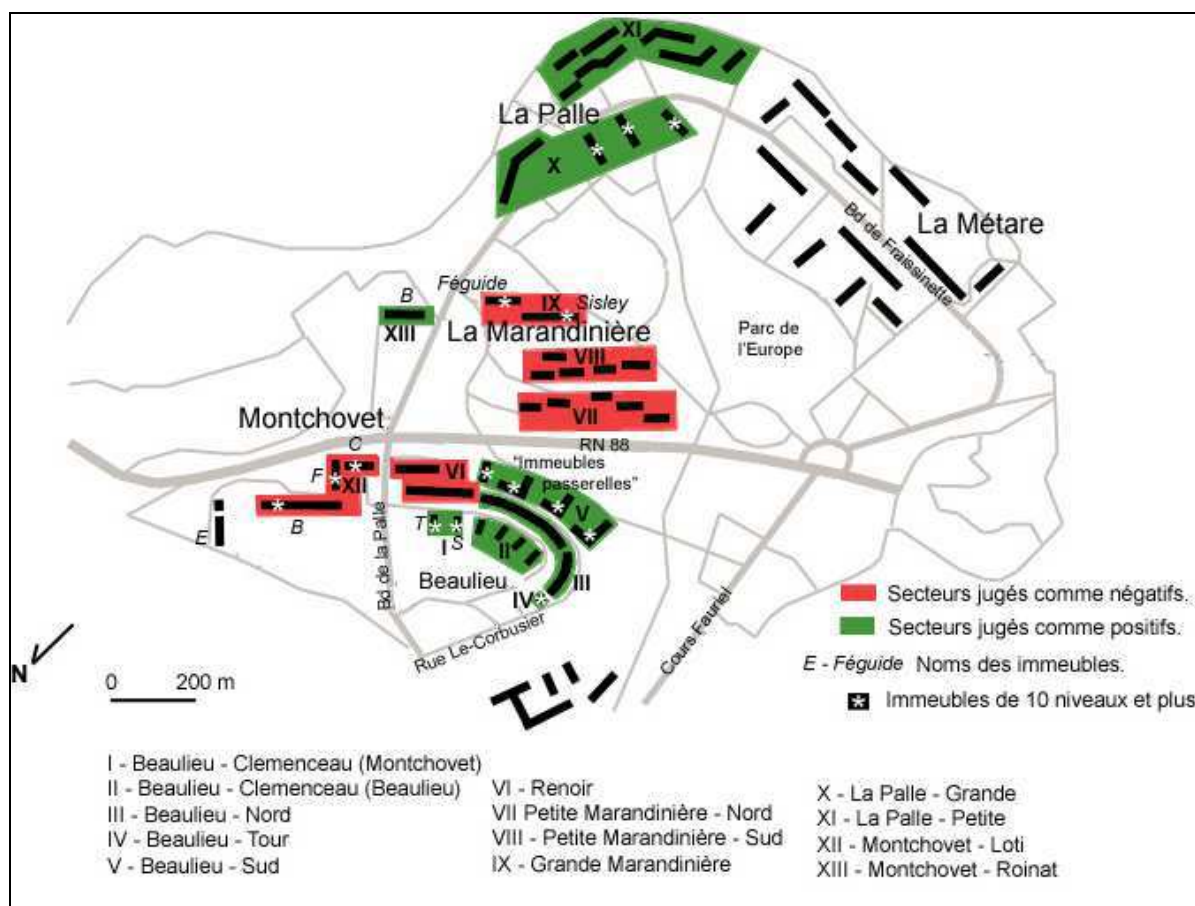 XI
La Palle
X
La Métare
Bd de Fraissinette
Féguide
B
XIII
IX
Sisley
La Marandinière
VIII
VII
Parc de
l'Europe
Montchovet
C
F
XII
B
E
RN 88
VI
"Immeubles
passerelles"
V
T
S
I
II
III
IV
Beaulieu
Bd de la Palle
Rue Le-Corbusier
Cours Fauriel
N
0 200 m
Secteurs jugés comme négatifs.
Secteurs jugés comme positifs.
E - Féguide Noms des immeubles.
* Immeubles de 10 niveaux et plus
I - Beaulieu - Clemenceau (Montchovet)
II - Beaulieu - Clemenceau (Beaulieu)
III - Beaulieu - Nord
IV - Beaulieu - Tour
V - Beaulieu - Sud
VI - Renoir
VII Petite Marandinière - Nord
VIII - Petite Marandinière - Sud
IX - Grande Marandinière
X - La Palle - Grande
XI - La Palle - Petite
XII - Montchovet - Loti
XIII - Montchovet - Roinat